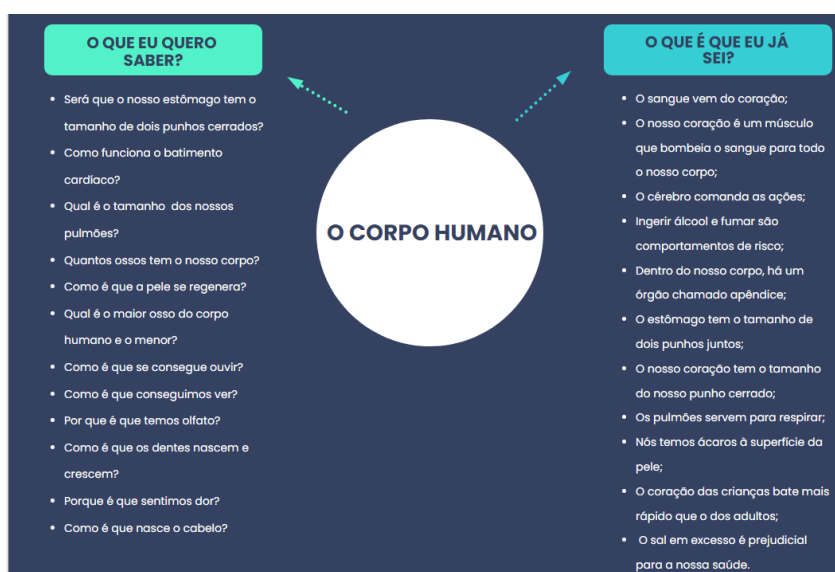 O QUE EU QUERO
SABER?
• Será que o nosso estômago tem o
tamanho de dois punhos cerrados?
• Como funciona o batimento
cardíaco?
• Qual é o tamanho dos nossos
pulmões?
• Quantos ossos tem o nosso corpo?
• Como é que a pele se regenera?
• Qual é o maior osso do corpo
humano e o menor?
• Como é que se consegue ouvir?
• Como é que conseguimos ver?
• Por que é que temos olfato?
• Como é que os dentes nascem e
crescem?
• Porque é que sentimos dor?
• Como é que nasce o cabelo?
O CORPO HUMANO
O QUE É QUE EU JÁ
SEI?
• O sangue vem do coração;
• O nosso coração é um músculo
que bombeia o sangue para todo
o nosso corpo;
• O cérebro comanda as ações;
• Ingerir álcool e fumar são
comportamentos de risco;
• Dentro do nosso corpo, há um
órgão chamado apêndice;
• O estômago tem o tamanho de
dois punhos juntos;
• O nosso coração tem o tamanho
do nosso punho cerrado;
• Os pulmões servem para respirar;
• Nós temos ácaros à superfície da
pele;
• O coração das crianças bate mais
rápido que o dos adultos;
• O sal em excesso é prejudicial
para a nossa saúde.